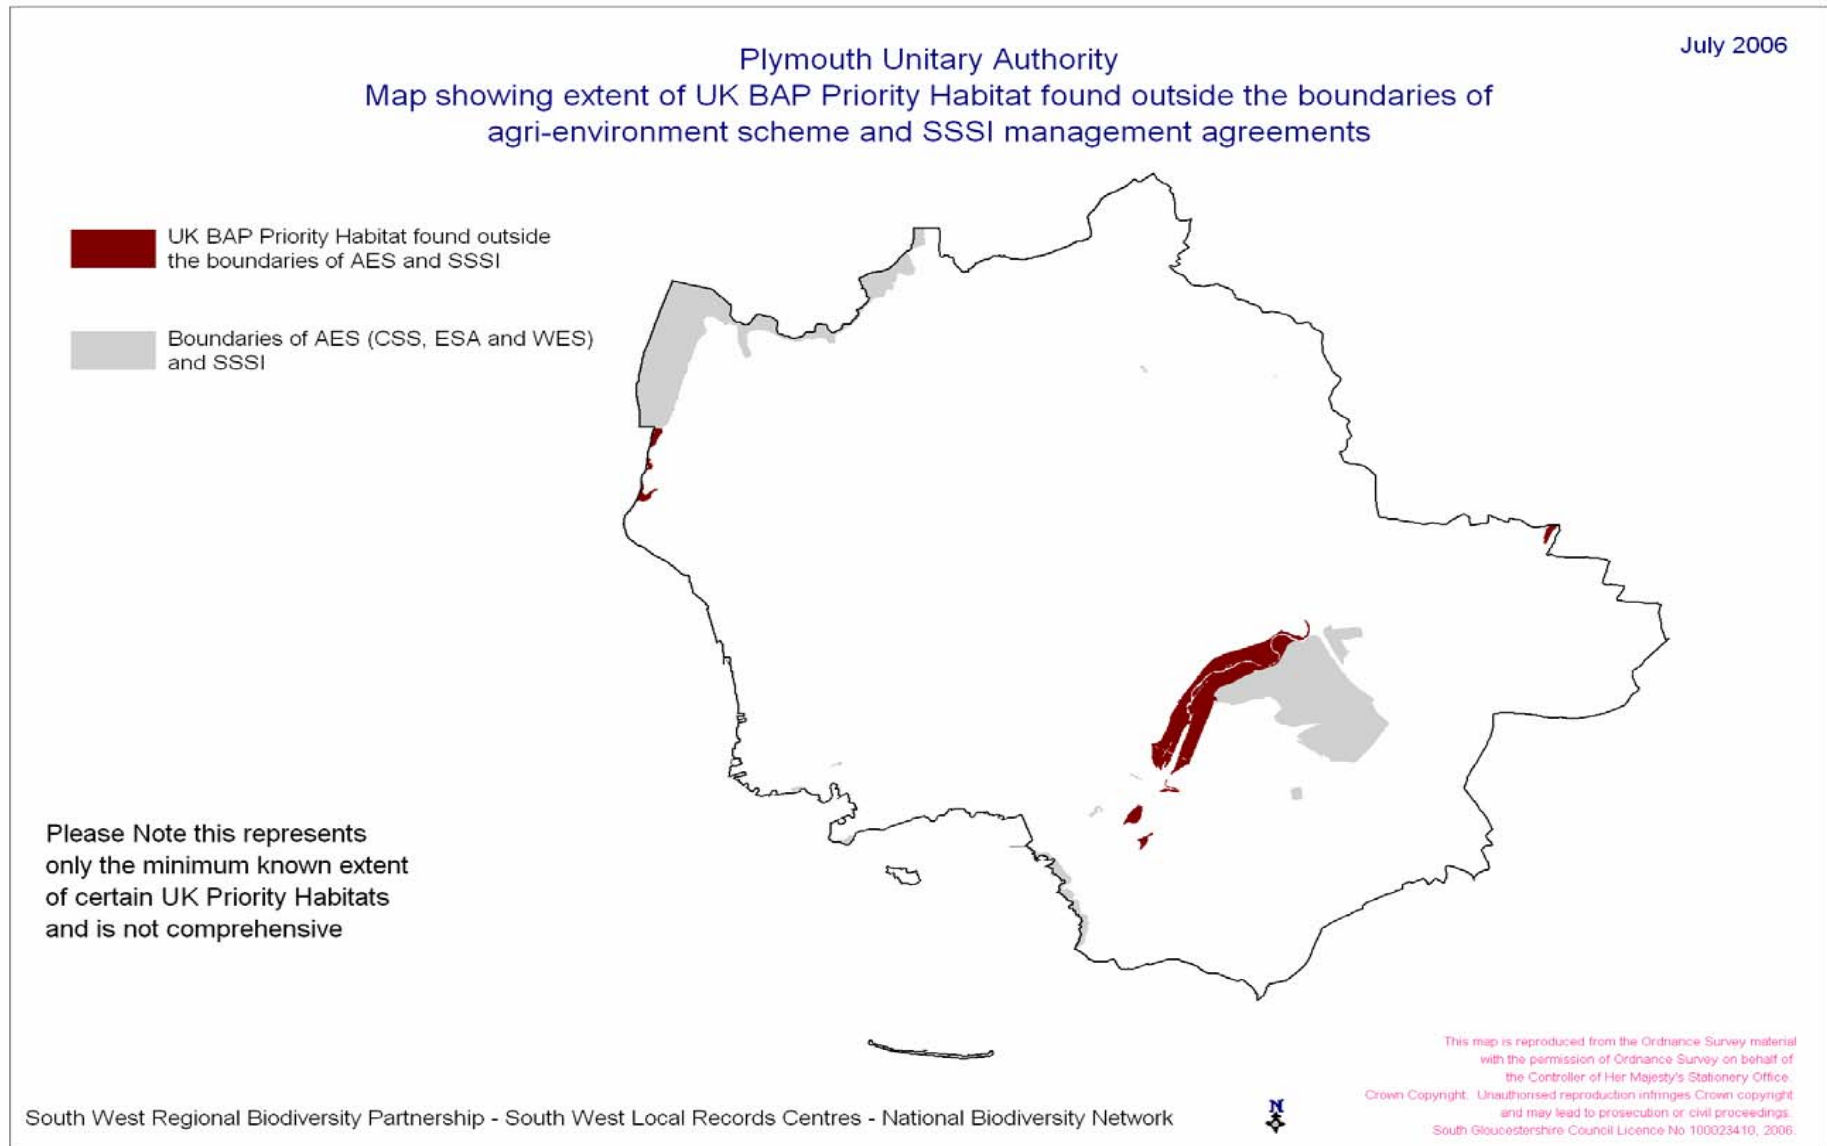 July 2006
Plymouth Unitary Authority
Map showing extent of UK BAP Priority Habitat found outside the boundaries of
agri-environment scheme and SSSI management agreements
UK BAP Priority Habitat found outside
the boundaries of AES and SSSI
Boundaries of AES (CSS, ESA and WES)
and SSSI
Please Note this represents
only the minimum known extent
of certain UK Priority Habitats
and is not comprehensive
This map is reproduced from the Ordnance Survey material
with the permission of Ordnance Survey on behalf of
the Controller of Her Majesty's Stationery Office.
Crown Copyright. Unauthorised reproduction infringes Crown copyright
and may lead to prosecution or civil proceedings.
South Gloucestershire Council Licence No 100023410, 2006.
South West Regional Biodiversity Partnership - South West Local Records Centres - National Biodiversity Network
N